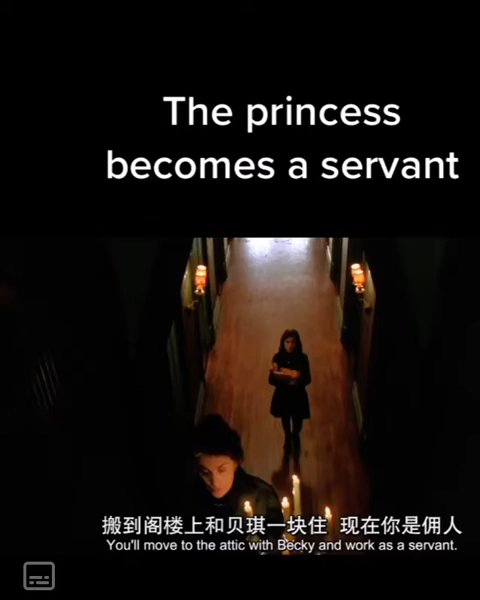 The princess
becomes a servant
搬到阁楼上和贝琪一块住 现在你是佣人
You'll move to the attic with Becky and work as a servant.